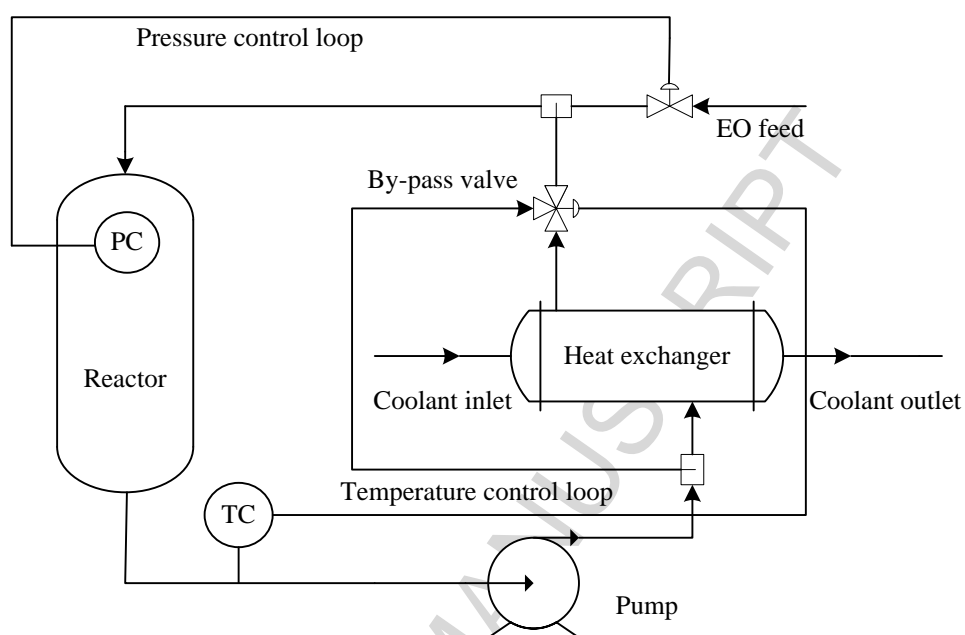 Pressure control loop
EO feed
By-pass valve
PC
Reactor
Heat exchanger
Coolant inlet
Coolant outlet
Temperature control loop
TC
Pump
MANUSCRIPT